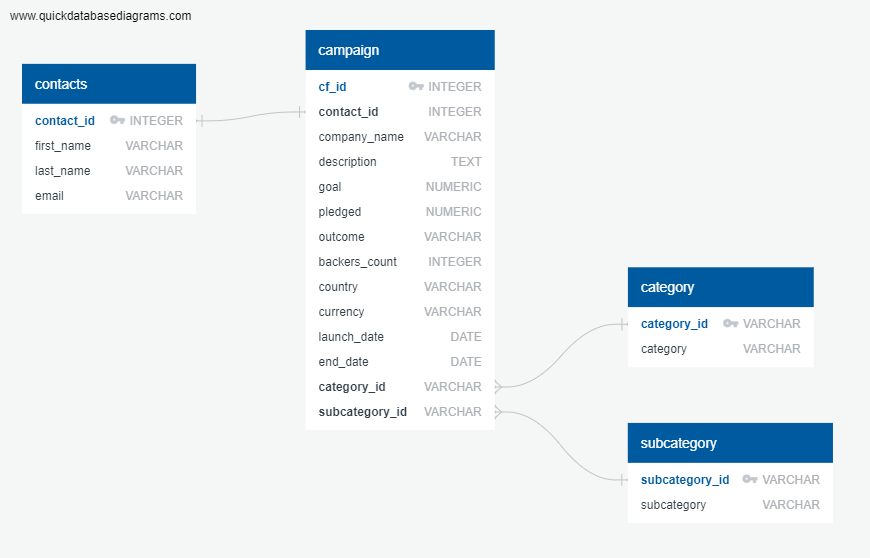 www.quickdatabasediagrams.com
contacts
contact_id INTEGER
first_name VARCHAR
last_name VARCHAR
email VARCHAR
campaign
cf_id INTEGER
contact_id INTEGER
company_name VARCHAR
description TEXT
goal NUMERIC
pledged NUMERIC
outcome VARCHAR
backers_count INTEGER
country VARCHAR
currency VARCHAR
launch_date DATE
end_date DATE
category_id VARCHAR
subcategory_id VARCHAR
category
category_id VARCHAR
category VARCHAR
subcategory
subcategory_id VARCHAR
subcategory VARCHAR